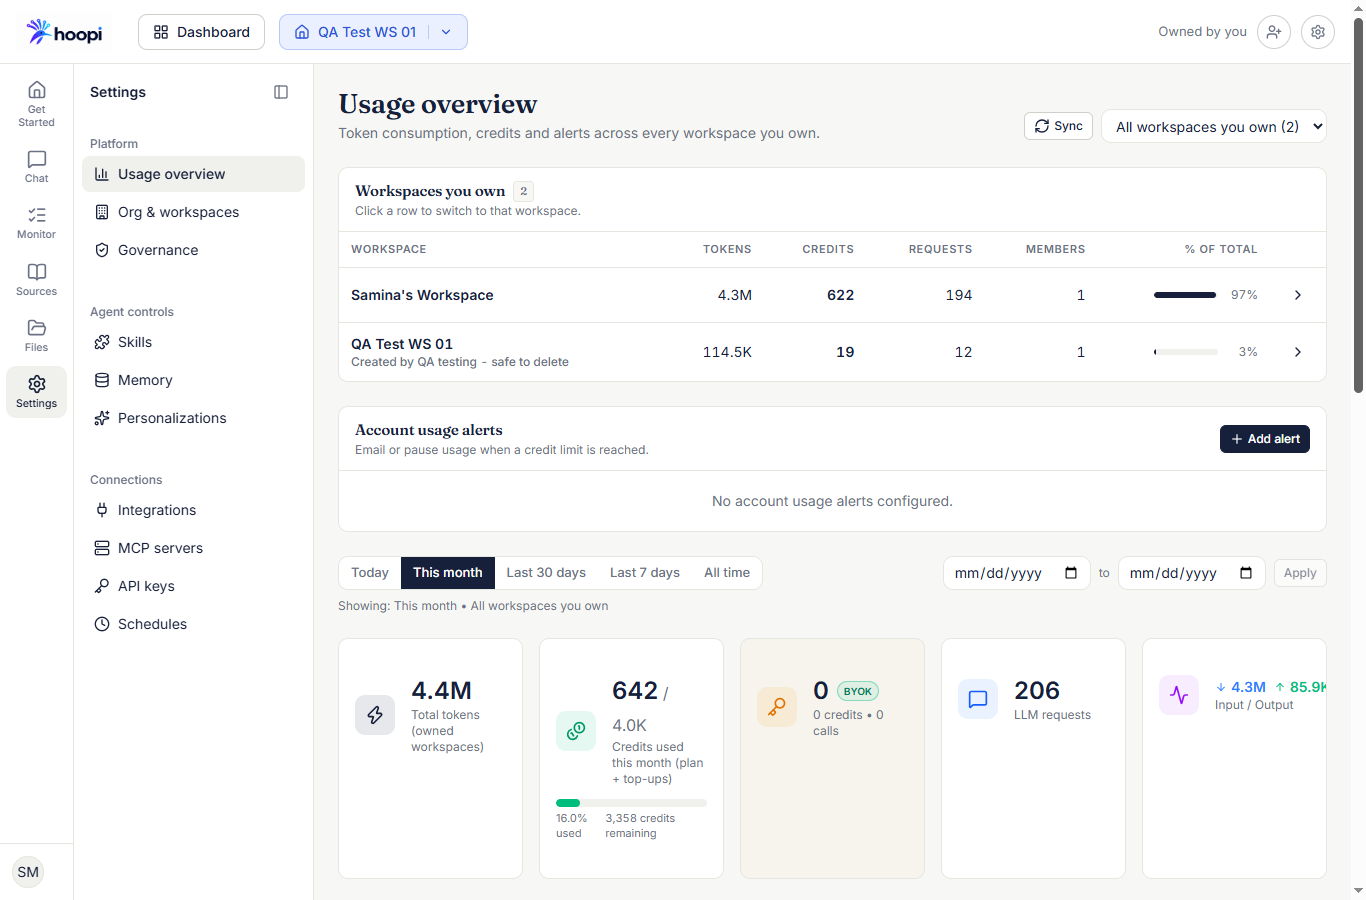 hoopi
Dashboard
QA Test WS 01
Owned by you
Get Started
Chat
Monitor
Sources
Files
Settings
SM
Settings
Platform
Usage overview
Org & workspaces
Governance
Agent controls
Skills
Memory
Personalizations
Connections
Integrations
MCP servers
API keys
Schedules
Usage overview
Token consumption, credits and alerts across every workspace you own.
Sync
All workspaces you own (2)
Workspaces you own 2
Click a row to switch to that workspace.
WORKSPACE TOKENS CREDITS REQUESTS MEMBERS % OF TOTAL
Samina's Workspace 4.3M 622 194 1 97%
QA Test WS 01 114.5K 19 12 1 3%
Created by QA testing - safe to delete
Account usage alerts
Email or pause usage when a credit limit is reached.
+ Add alert
No account usage alerts configured.
Today This month Last 30 days Last 7 days All time
mm/dd/yyyy to mm/dd/yyyy Apply
Showing: This month • All workspaces you own
4.4M
Total tokens
(owned
workspaces)
642 /
4.0K
Credits used
this month (plan
+ top-ups)
16.0% used
3,358 credits remaining
0 BYOK
0 credits • 0
calls
206
LLM requests
↓ 4.3M ↑ 85.9K
Input / Output